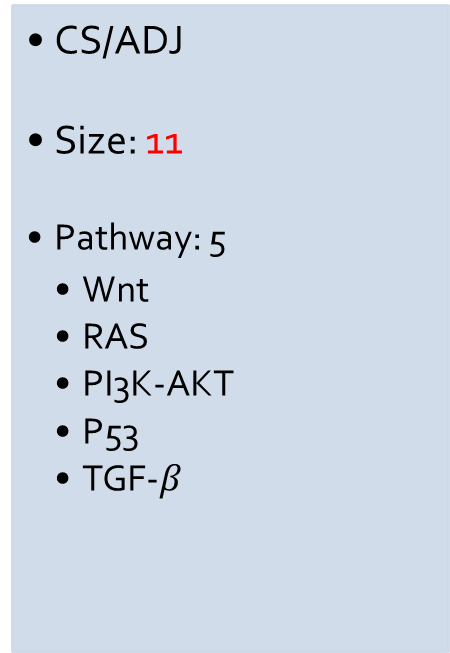 • CS/ADJ
• Size: 11
• Pathway: 5
• Wnt
• RAS
• PI3K-AKT
• P53
• TGF-β